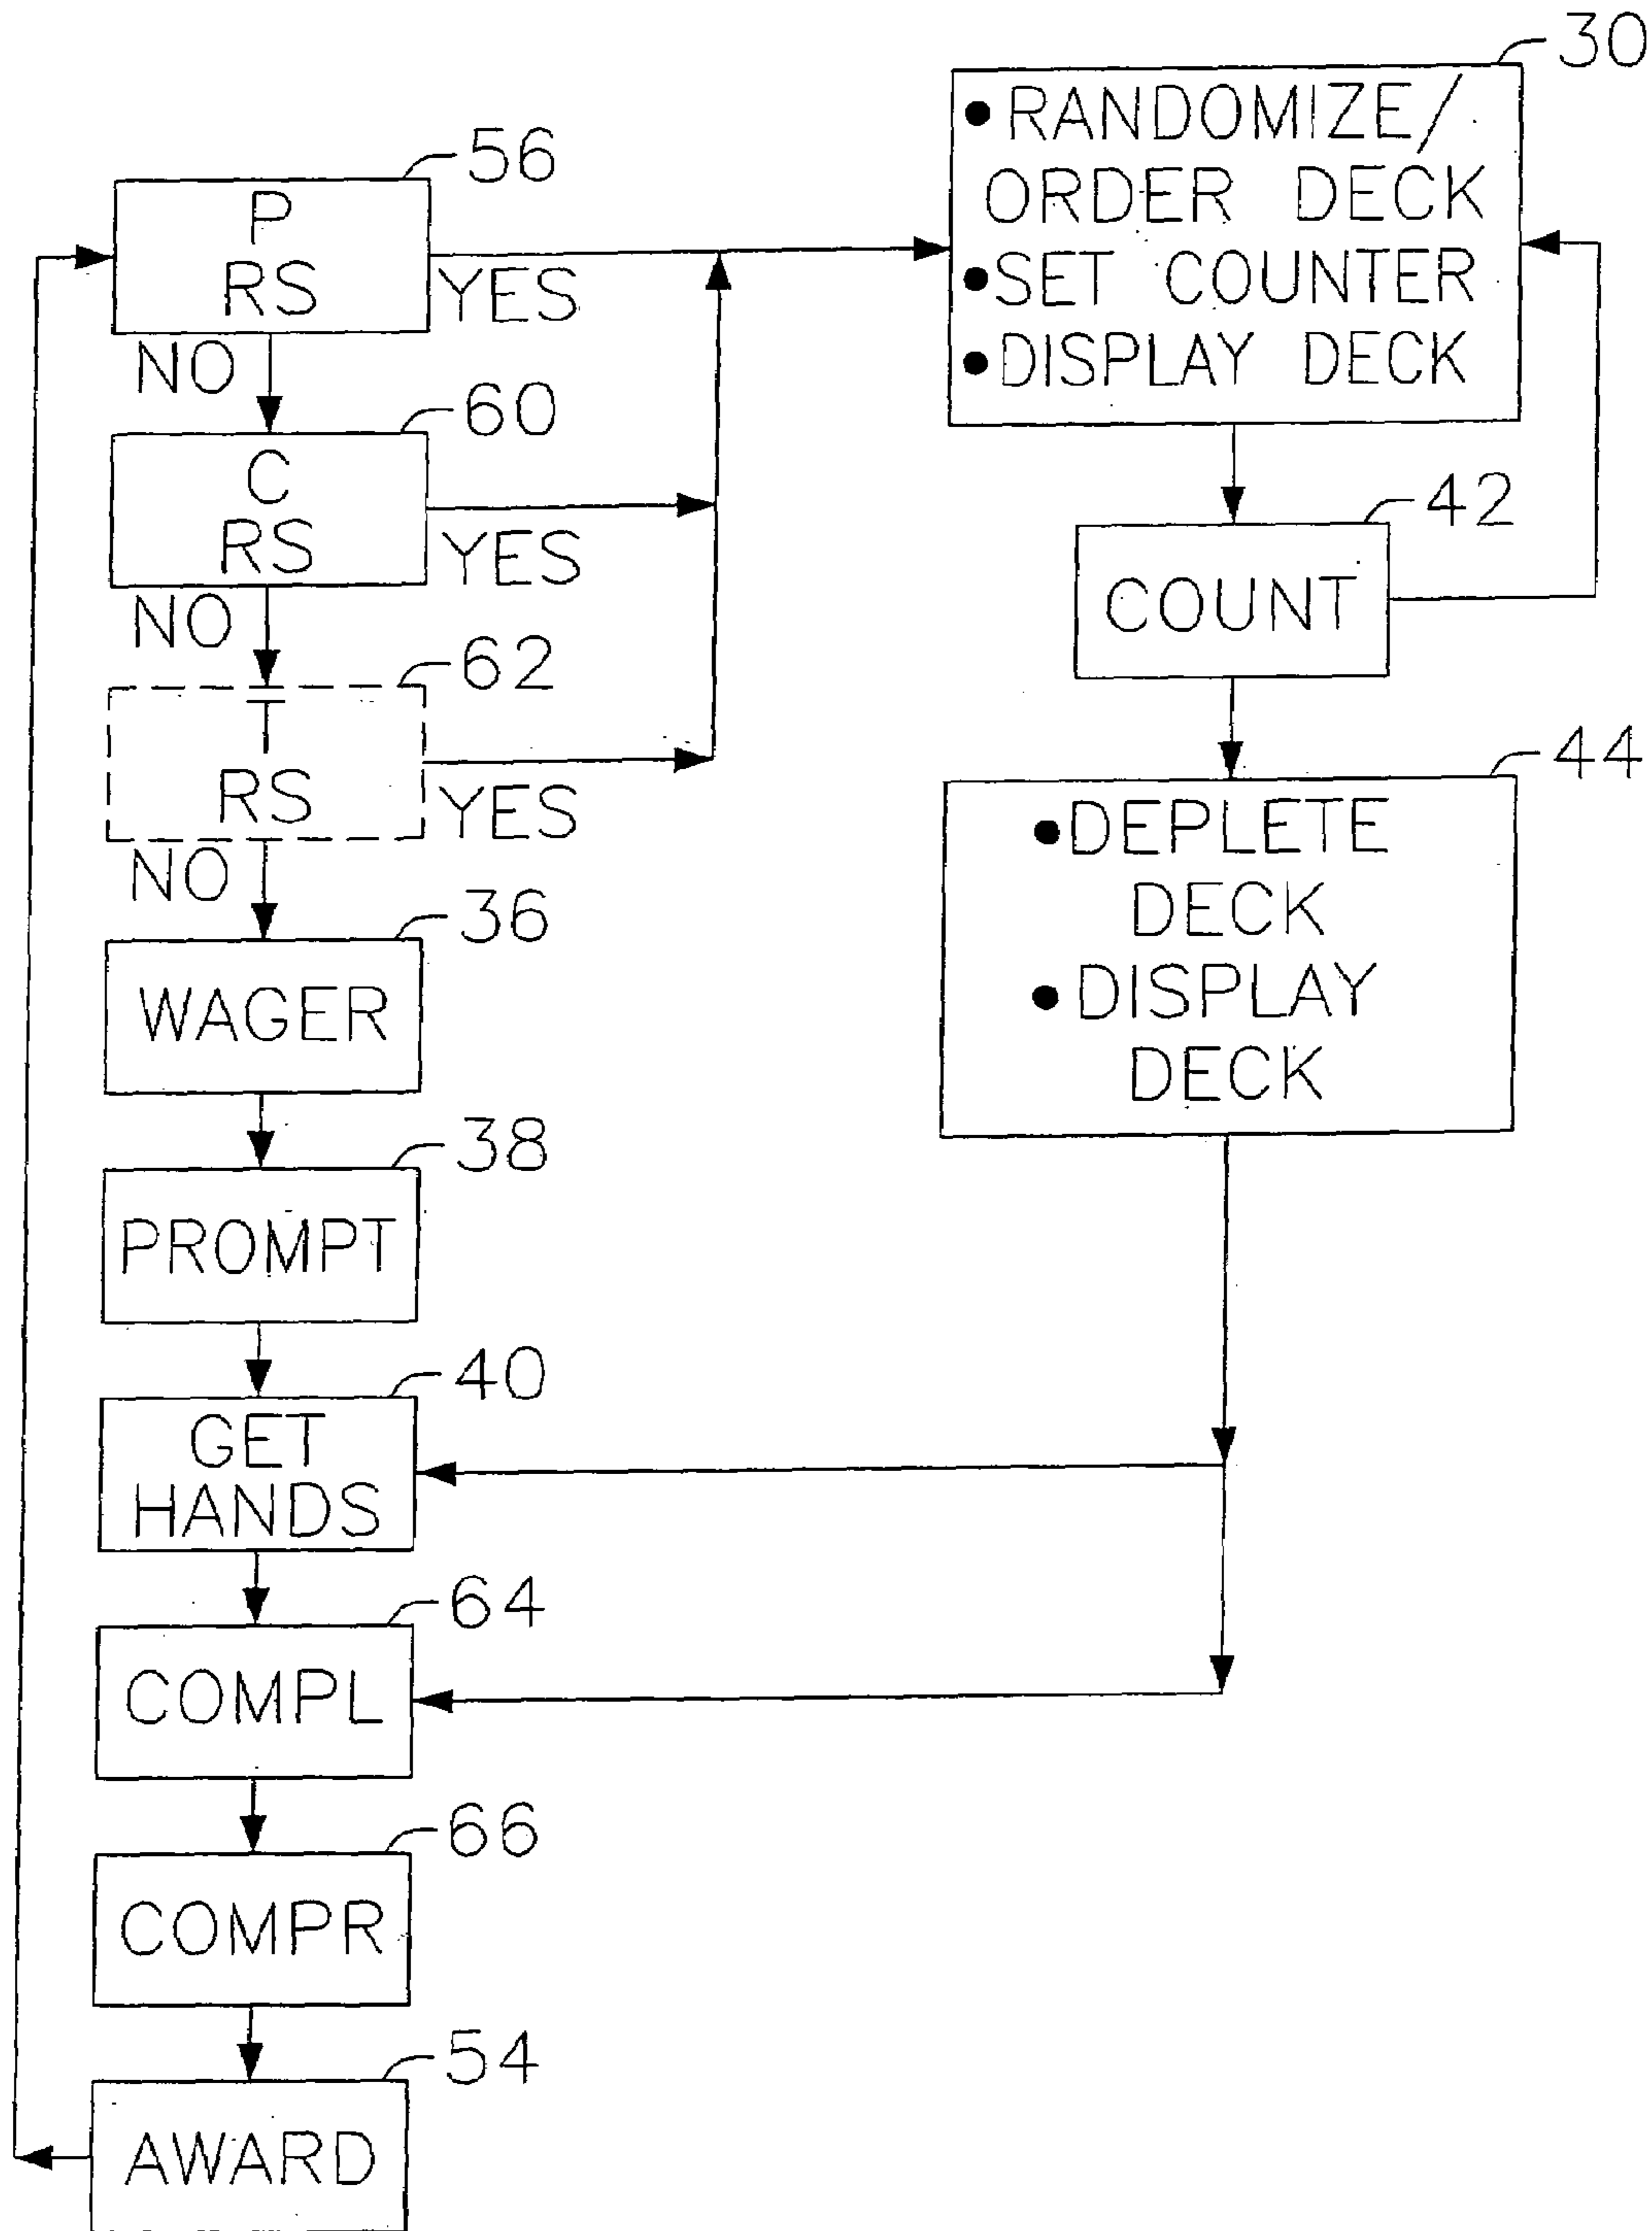 30
• RANDOMIZE/
ORDER DECK
• SET COUNTER
• DISPLAY DECK
56
P
RS
YES
NO
60
C
RS
YES
NO
62
T
RS
YES
NO
36
WAGER
38
PROMPT
40
GET
HANDS
64
COMPL
66
COMPR
54
AWARD
42
COUNT
44
• DEPLETE
DECK
• DISPLAY
DECK